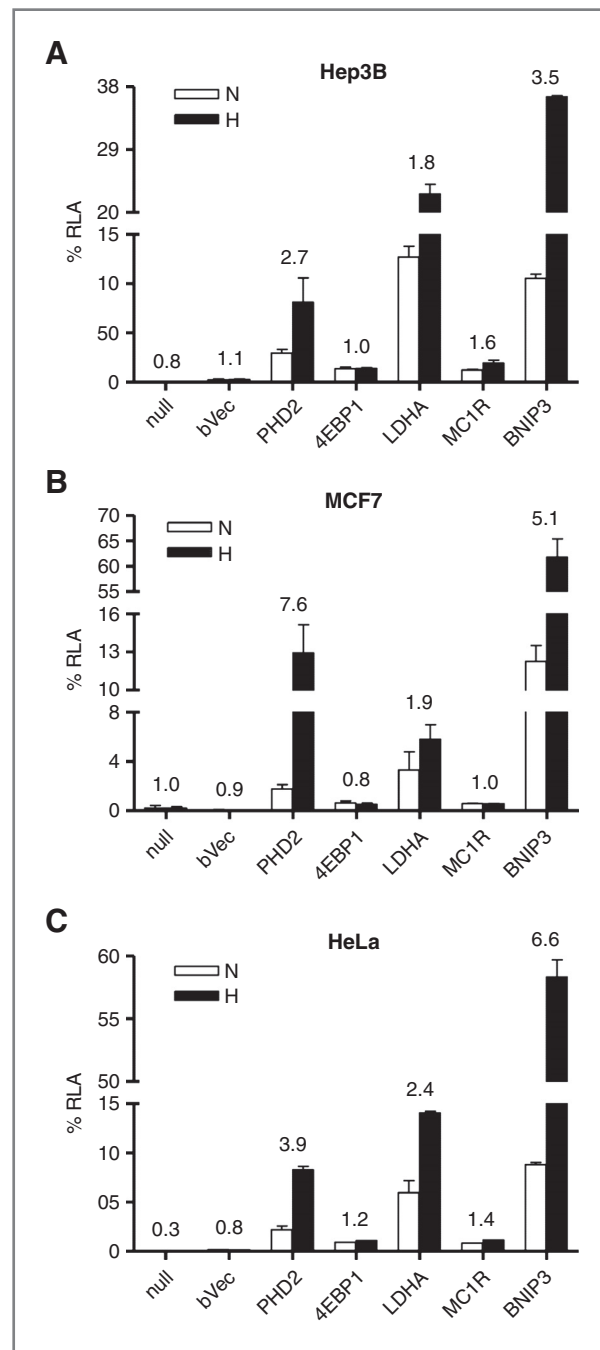 A
Hep3B
38
29
20
15
10
50
0
% RLA
N
H
0.8
1.1
2.7
1.0
1.8
1.6
3.5
null
bVec
PHD2
4EBP1
LDHA
MC1R
BNIP3
B
MCF7
70
65
60
55
16
13
10
8
4
0
% RLA
N
H
1.0
0.9
7.6
0.8
1.9
1.0
5.1
null
bVec
PHD2
4EBP1
LDHA
MC1R
BNIP3
C
HeLa
60
55
50
15
10
05
0
% RLA
N
H
0.3
0.8
3.9
1.2
2.4
1.4
6.6
null
bVec
PHD2
4EBP1
LDHA
MC1R
BNIP3